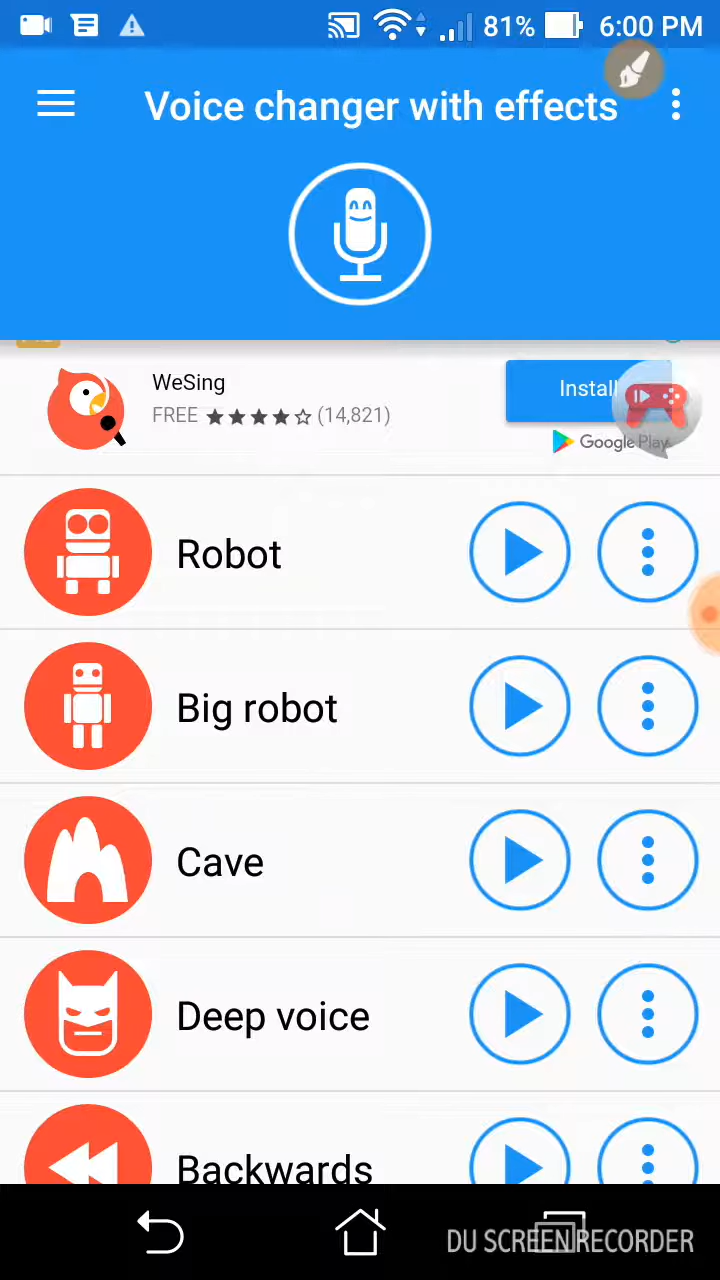 81% 6:00 PM
Voice changer with effects
WeSing
FREE (14,821)
Install
Google Play
Robot
Big robot
Cave
Deep voice
Backwards
DU SCREEN RECORDER